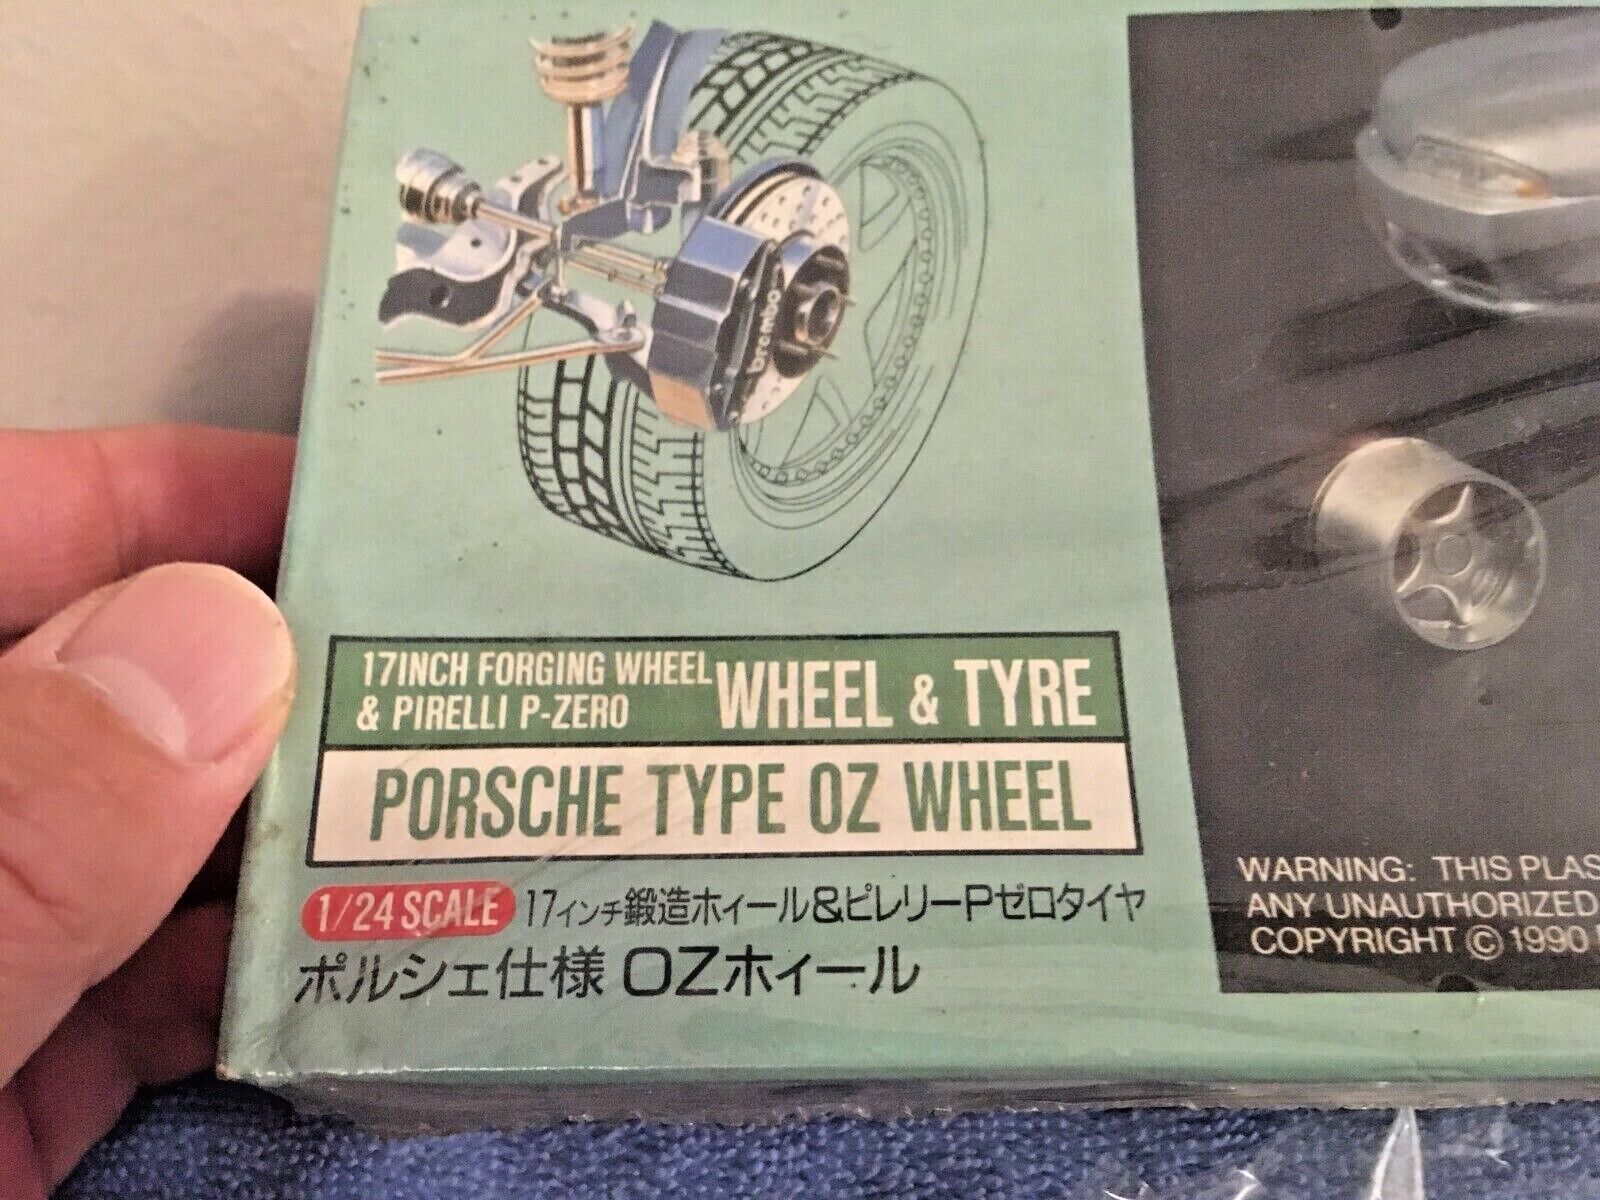 brembo
17INCH FORGING WHEEL
& PIRELLI P-ZERO
WHEEL & TYRE
PORSCHE TYPE OZ WHEEL
1/24 SCALE 17インチ鍛造ホイール&ピレリーPゼロタイヤ
ポルシェ仕様 OZホイール
WARNING: THIS PLAS
ANY UNAUTHORIZED
COPYRIGHT © 1990